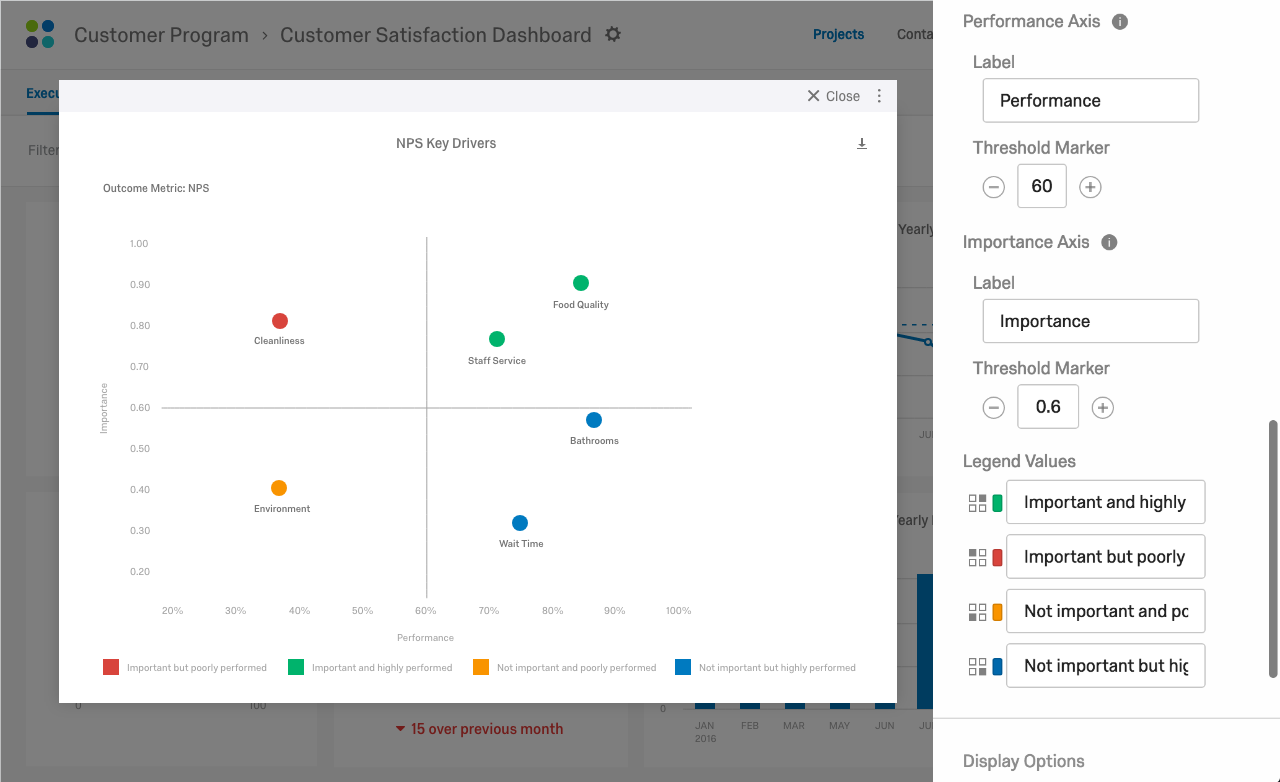 Customer Program › Customer Satisfaction Dashboard
Projects
Execu
Filter
Close
NPS Key Drivers
Outcome Metric: NPS
1.00
0.90
0.80
0.70
0.60
0.50
0.40
0.30
0.20
Importance
Food Quality
Cleanliness
Staff Service
Bathrooms
Environment
Wait Time
20% 30% 40% 50% 60% 70% 80% 90% 100%
Performance
Important but poorly performed
Important and highly performed
Not important and poorly performed
Not important but highly performed
Yearly
JU
early
0
100
15 over previous month
0
JAN FEB MAR MAY JUN JU
2016
Performance Axis
Label
Performance
Threshold Marker
60
Importance Axis
Label
Importance
Threshold Marker
0.6
Legend Values
Important and highly
Important but poorly
Not important and pc
Not important but hig
Display Options